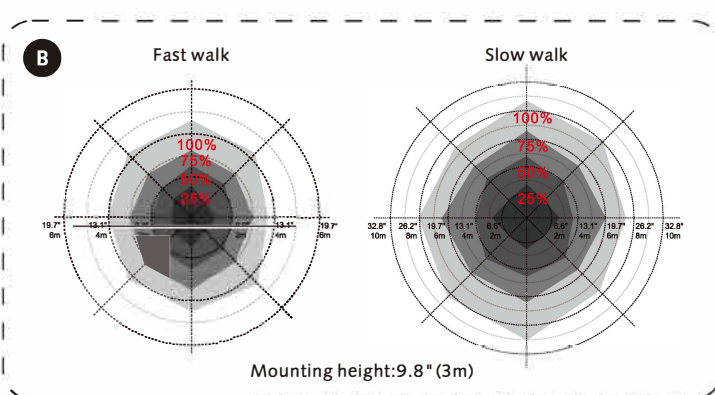 B
Fast walk
Slow walk
100%
75%
50%
25%
100%
75%
50%
25%
19.7" 13.1" 13.1" 19.7"
6m 4m 2m 4m 6m
32.8" 26.2" 19.7" 13.1" 6.6" 6.6" 13.1" 19.7" 26.2" 32.8"
10m 8m 6m 4m 2m 2m 4m 6m 8m 10m
Mounting height:9.8"(3m)